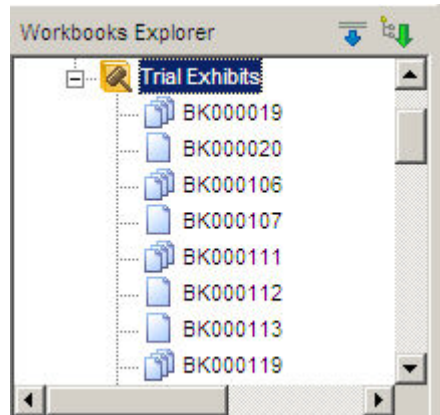 Workbooks Explorer
Trial Exhibits
BK000019
BK000020
BK000106
BK000107
BK000111
BK000112
BK000113
BK000119